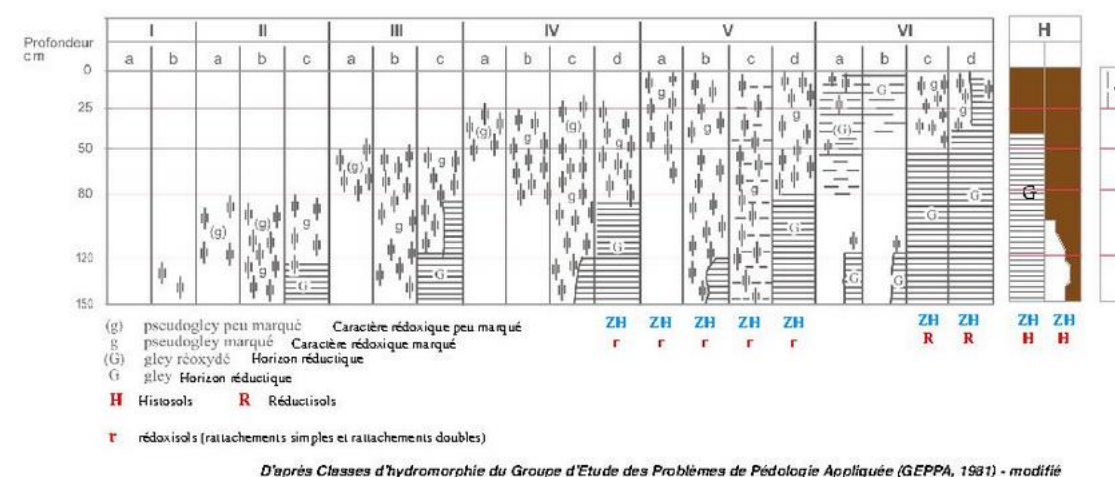 I II III IV V VI H
Profondeur
cm
a b a b c a b c a b c d a b c d a b c d
0
25
50
80
120
150
(g) (g) g (g) g (g) g (g) g g g g g g G g g
(g) g (g) g (G) G
g g G G G G G G G G G G
(g) pseudogley peu marqué Caractère rédoxique peu marqué
g pseudogley marqué Caractère rédoxique marqué
(G) gley réoxydé Horizon réductique
G gley Horizon réductique
ZH ZH ZH ZH ZH ZH ZH ZH ZH
r r r r r R R H H
H Histosols R Réductisols
r rédoxisols (rattachements simples et rattachements doubles)
D'après Classes d'hydromorphie du Groupe d'Etude des Problèmes de Pédologie Appliquée (GEPPA, 1981) - modifié